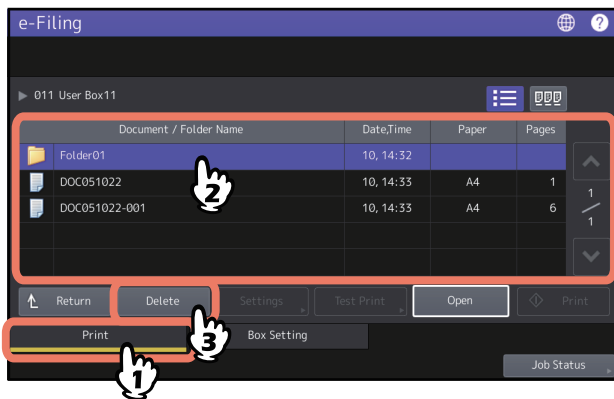 e-Filing ?
011 User Box11
Document / Folder Name Date,Time Paper Pages
Folder01 10, 14:32
DOC051022 10, 14:33 A4 1
DOC051022-001 10, 14:33 A4 6
1
1
2
Return Delete Settings Test Print Open Print
3
Print Box Setting
1
Job Status